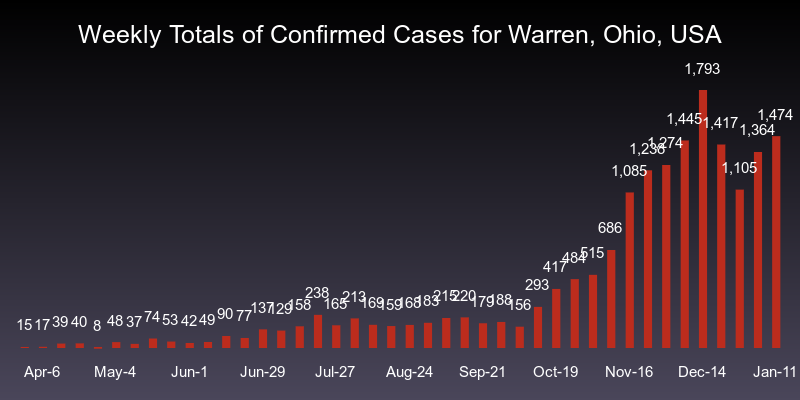 Weekly Totals of Confirmed Cases for Warren, Ohio, USA
15 17 39 40 8 48 37 74 53 42 49 90 77 137 129 158 238 165 213 169 159 168 183 215 220 179 188 156 293 417 484 515 686 1,085 1,238 1,274 1,445 1,793 1,417 1,105 1,364 1,474
Apr-6 May-4 Jun-1 Jun-29 Jul-27 Aug-24 Sep-21 Oct-19 Nov-16 Dec-14 Jan-11